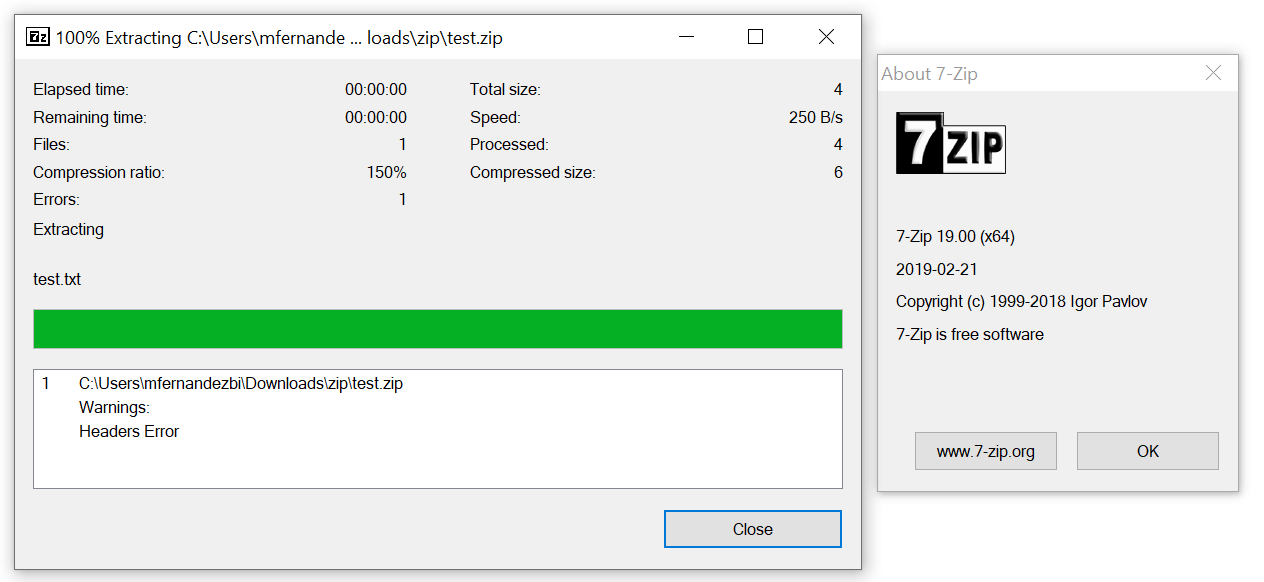 7z 100% Extracting C:\Users\mfernande ... loads\zip\test.zip
Elapsed time: 00:00:00 Total size: 4
Remaining time: 00:00:00 Speed: 250 B/s
Files: 1 Processed: 4
Compression ratio: 150% Compressed size: 6
Errors: 1
Extracting
test.txt
1 C:\Users\mfernandezbi\Downloads\zip\test.zip
Warnings:
Headers Error
Close
About 7-Zip
7ZIP
7-Zip 19.00 (x64)
2019-02-21
Copyright (c) 1999-2018 Igor Pavlov
7-Zip is free software
www.7-zip.org OK